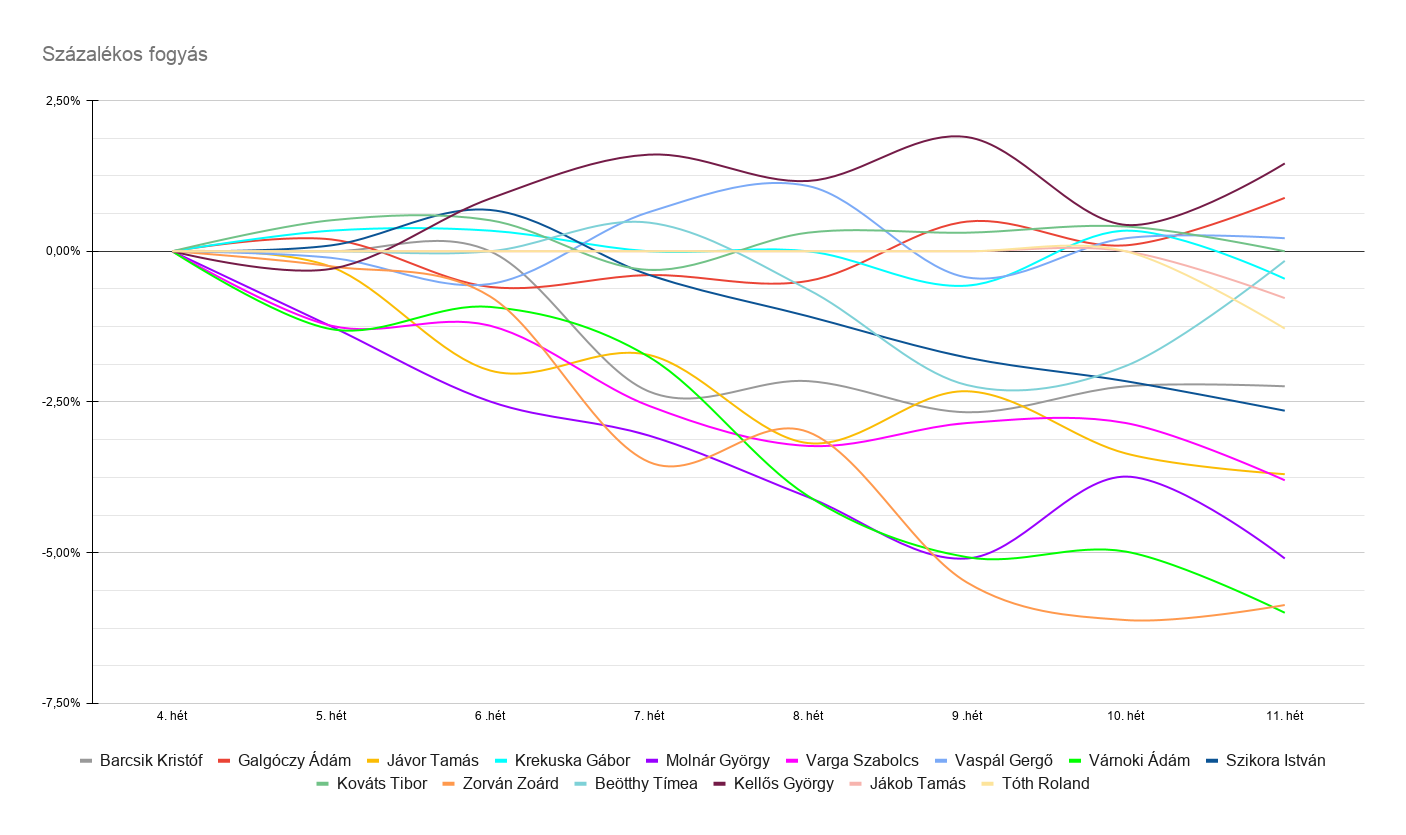 Százalékos fogyás
2,50%
0,00%
-2,50%
-5,00%
-7,50%
4. hét 5. hét 6 .hét 7. hét 8. hét 9 .hét 10. hét 11. hét
Barcsik Kristóf Galgóczy Ádám Jávor Tamás Krekuska Gábor Molnár György Varga Szabolcs Vaspál Gergő Várnoki Ádám Szikora István
Kováts Tibor Zorván Zoárd Beötthy Tímea Kellős György Jákob Tamás Tóth Roland